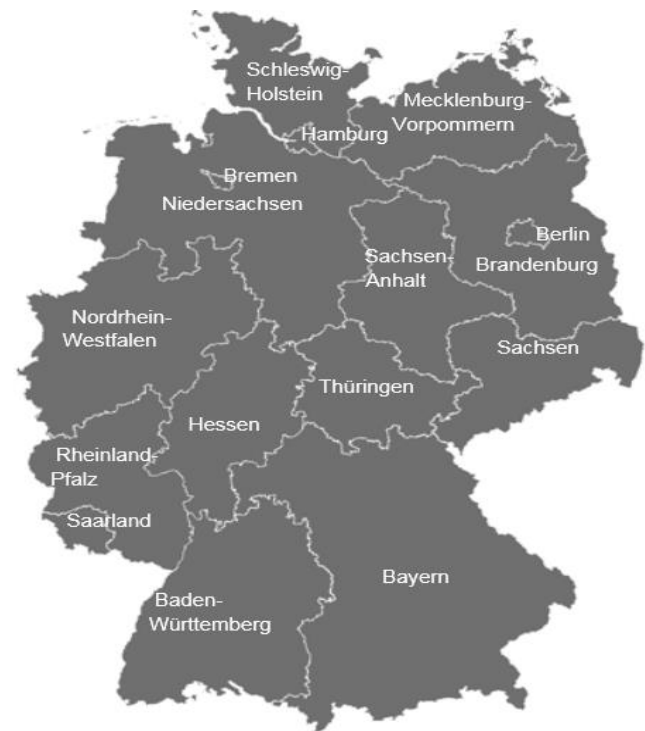 Schleswig-
Holstein
Mecklenburg-
Vorpommern
Hamburg
Bremen
Niedersachsen
Berlin
Brandenburg
Sachsen-
Anhalt
Nordrhein-
Westfalen
Sachsen
Thüringen
Hessen
Rheinland-
Pfalz
Saarland
Bayern
Baden-
Württemberg